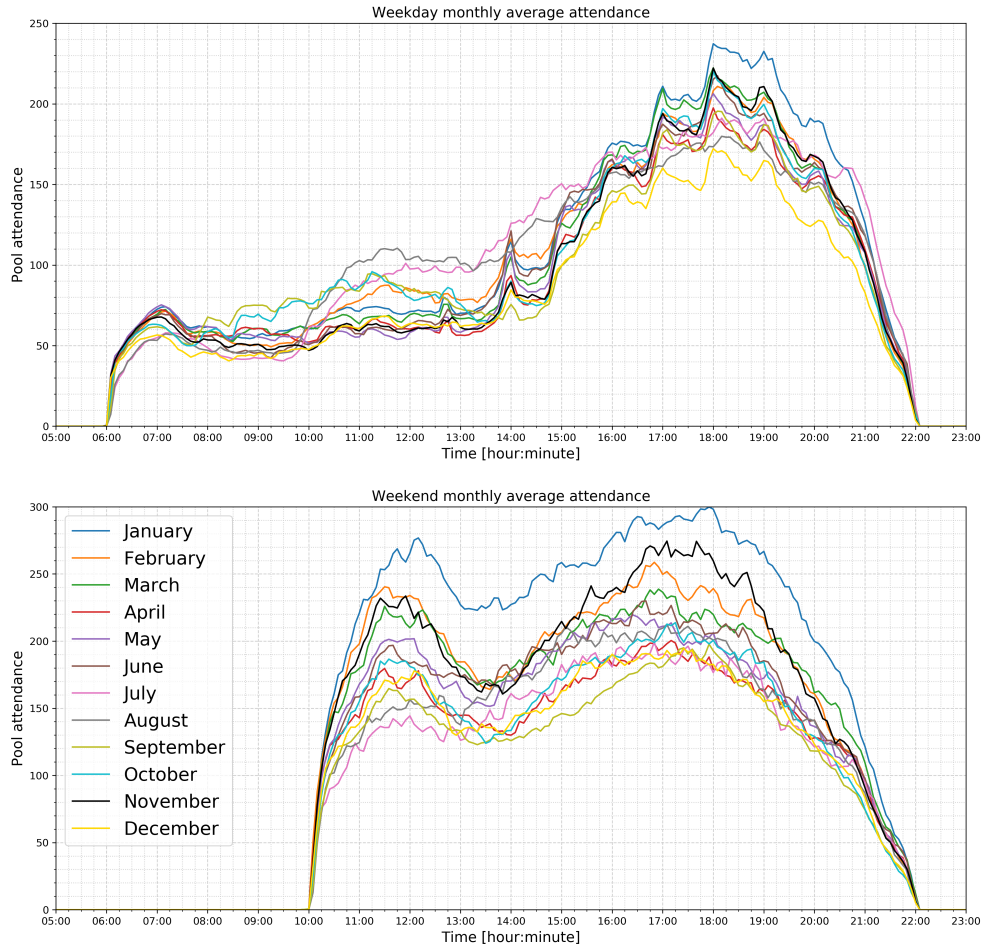 Weekday monthly average attendance
250
200
150
100
50
0
Pool attendance
05:00 06:00 07:00 08:00 09:00 10:00 11:00 12:00 13:00 14:00 15:00 16:00 17:00 18:00 19:00 20:00 21:00 22:00 23:00
Time [hour:minute]
Weekend monthly average attendance
300
250
200
150
100
50
0
Pool attendance
January
February
March
April
May
June
July
August
September
October
November
December
05:00 06:00 07:00 08:00 09:00 10:00 11:00 12:00 13:00 14:00 15:00 16:00 17:00 18:00 19:00 20:00 21:00 22:00 23:00
Time [hour:minute]